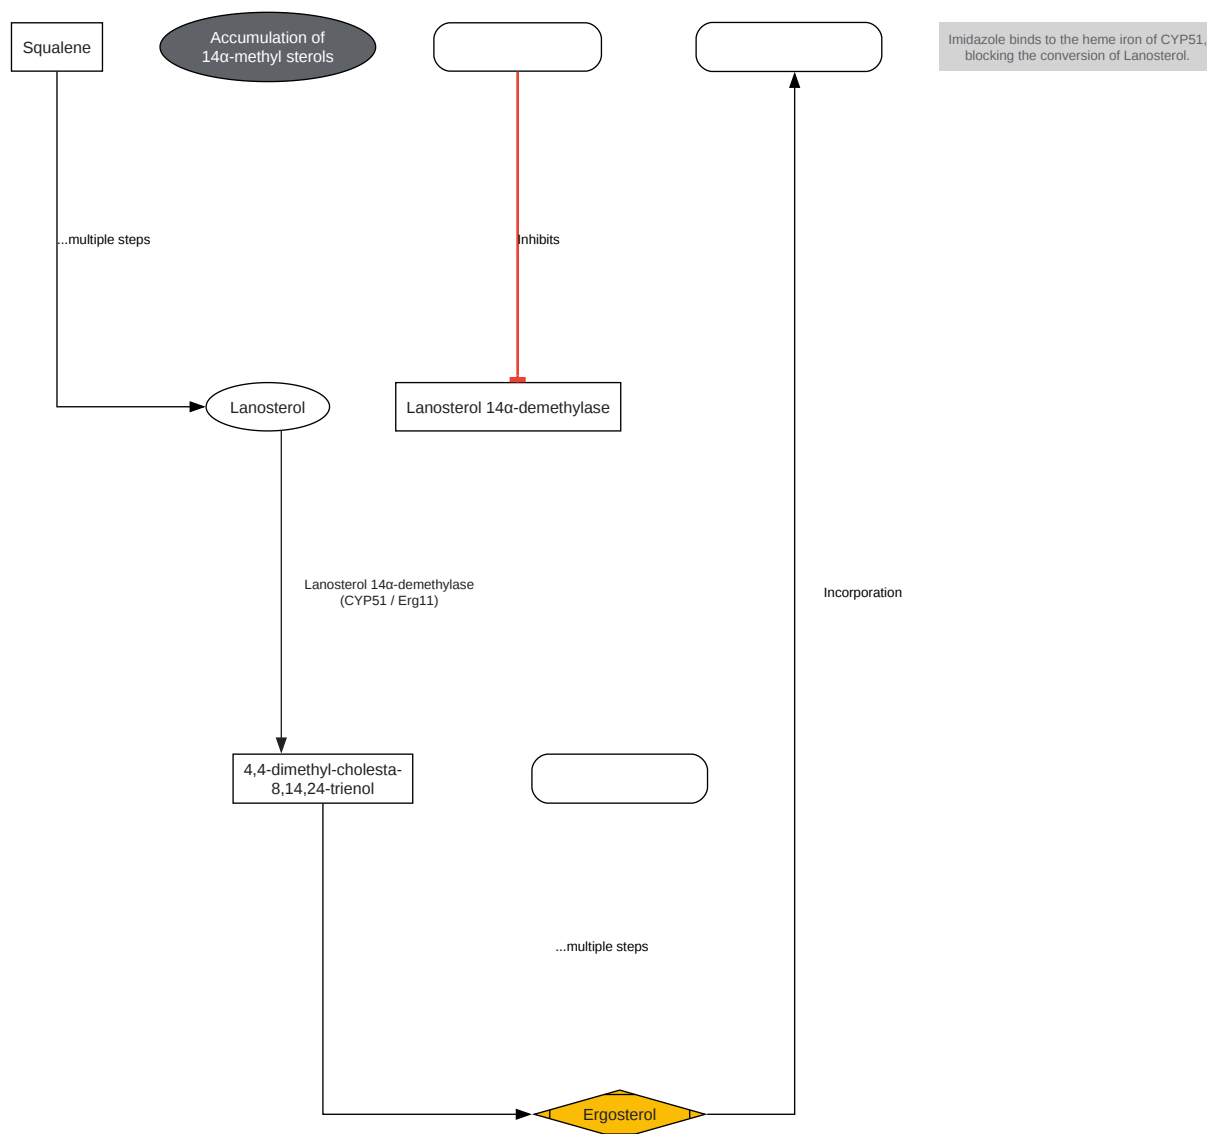 Squalene
Accumulation of
14α-methyl sterols
Imidazole binds to the heme iron of CYP51,
blocking the conversion of Lanosterol.
...multiple steps
Inhibits
Lanosterol
Lanosterol 14α-demethylase
Lanosterol 14α-demethylase
(CYP51 / Erg11)
Incorporation
4,4-dimethyl-cholesta-
8,14,24-trienol
...multiple steps
Ergosterol